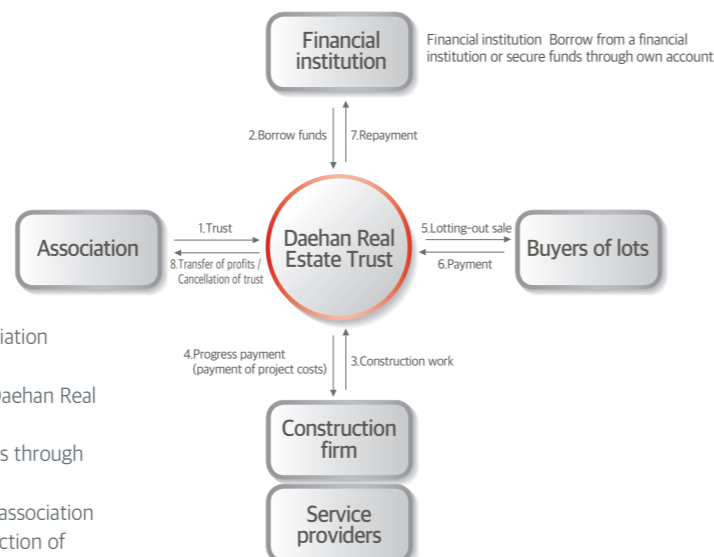 Financial
institution
Financial institution Borrow from a financial
institution or secure funds through own account
2.Borrow funds
7.Repayment
Association
1.Trust
8.Transfer of profits /
Cancellation of trust
Daehan Real
Estate Trust
5.Lotting-out sale
6.Payment
Buyers of lots
4.Progress payment
(payment of project costs)
3.Construction work
Construction
firm
Service
providers
iation
Daehan Real
s through
association
ction of